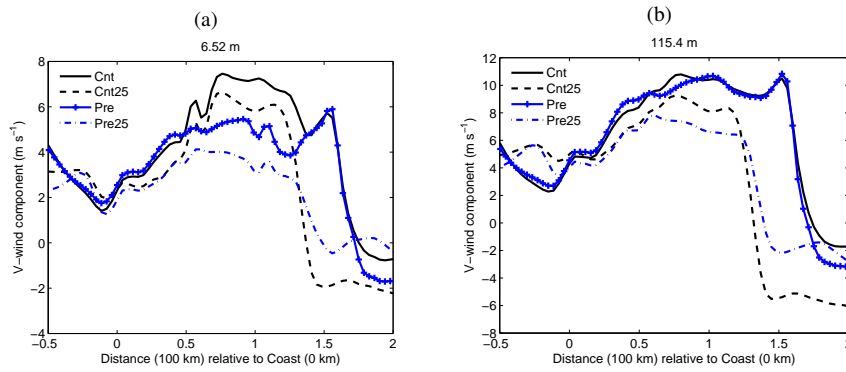 (a)
6.52 m
8
6
4
2
0
−2
−4
−0.5
0
0.5
1
1.5
2
Distance (100 km) relative to Coast (0 km)
V−wind component (m s⁻¹)
Cnt
Cnt25
Pre
Pre25
(b)
115.4 m
12
10
8
6
4
2
0
−2
−4
−6
−8
−0.5
0
0.5
1
1.5
2
Distance (100 km) relative to Coast (0 km)
V−wind component (m s⁻¹)
Cnt
Cnt25
Pre
Pre25